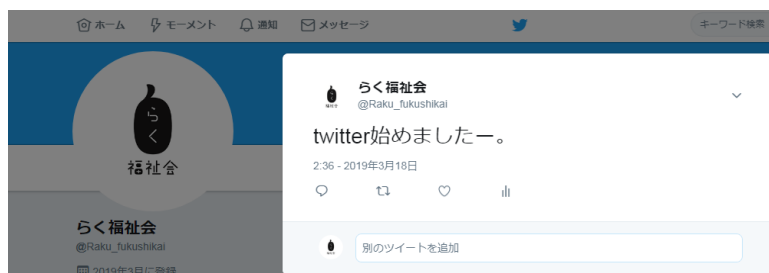 ホーム モーメント 通知 メッセージ キーワード検索
らく
福祉会
らく福祉会
@Raku_fukushikai
2019年3月に登録
らく
らく福祉会
@Raku_fukushikai
twitter始めましたー。
2:36 - 2019年3月18日
別のツイートを追加